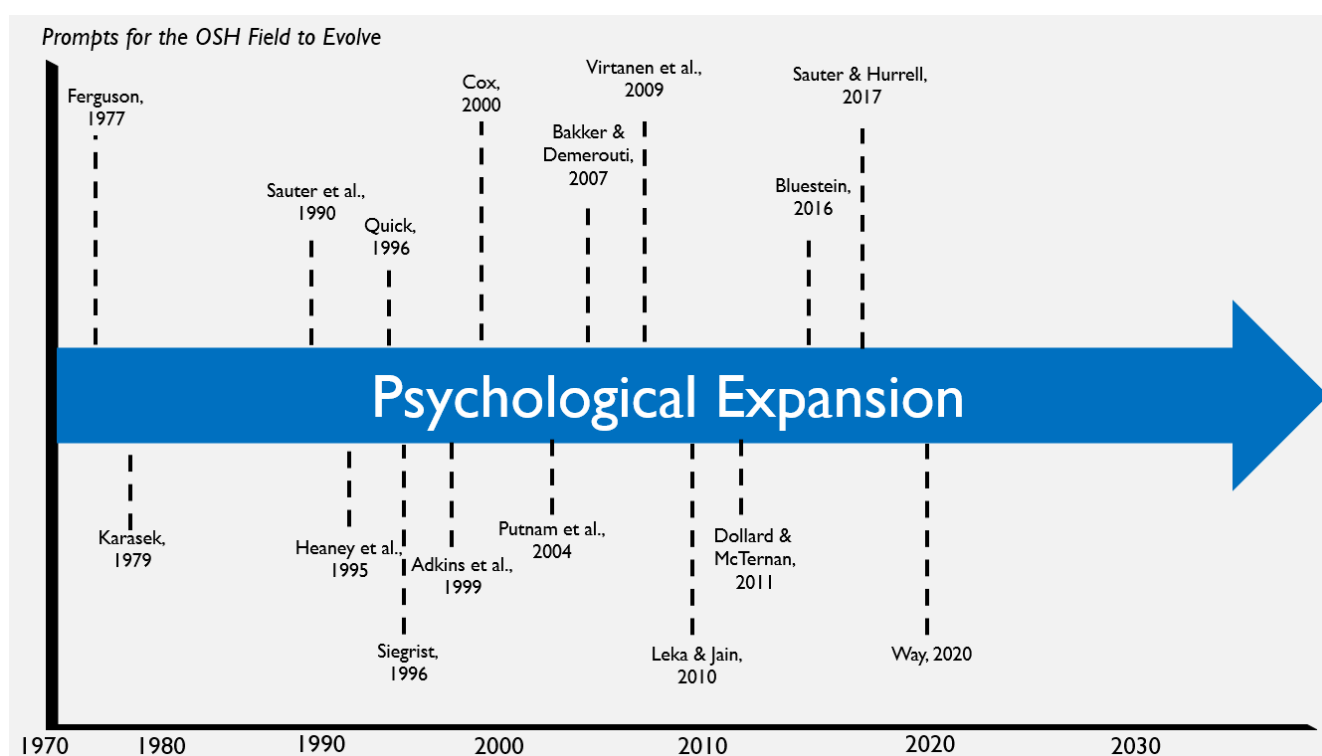 Prompts for the OSH Field to Evolve
Ferguson,
1977
Sauter et al.,
1990
Quick,
1996
Cox,
2000
Bakker &
Demerouti,
2007
Virtanen et al.,
2009
Bluestein,
2016
Sauter & Hurrell,
2017
Psychological Expansion
Karasek,
1979
Heaney et al.,
1995
Siegrist,
1996
Adkins et al.,
1999
Putnam et al.,
2004
Leka & Jain,
2010
Dollard &
McTernan,
2011
Way, 2020
1970 1980 1990 2000 2010 2020 2030